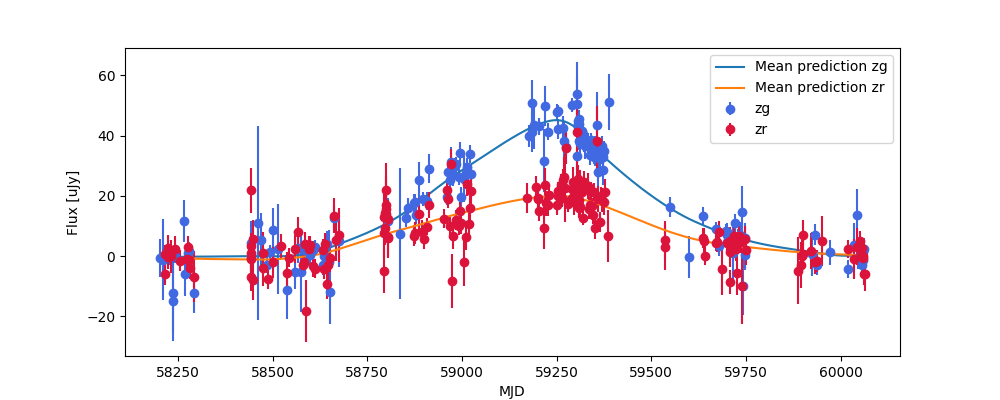 60
40
20
0
−20
Flux [uJy]
58250 58500 58750 59000 59250 59500 59750 60000
MJD
Mean prediction zg
Mean prediction zr
zg
zr